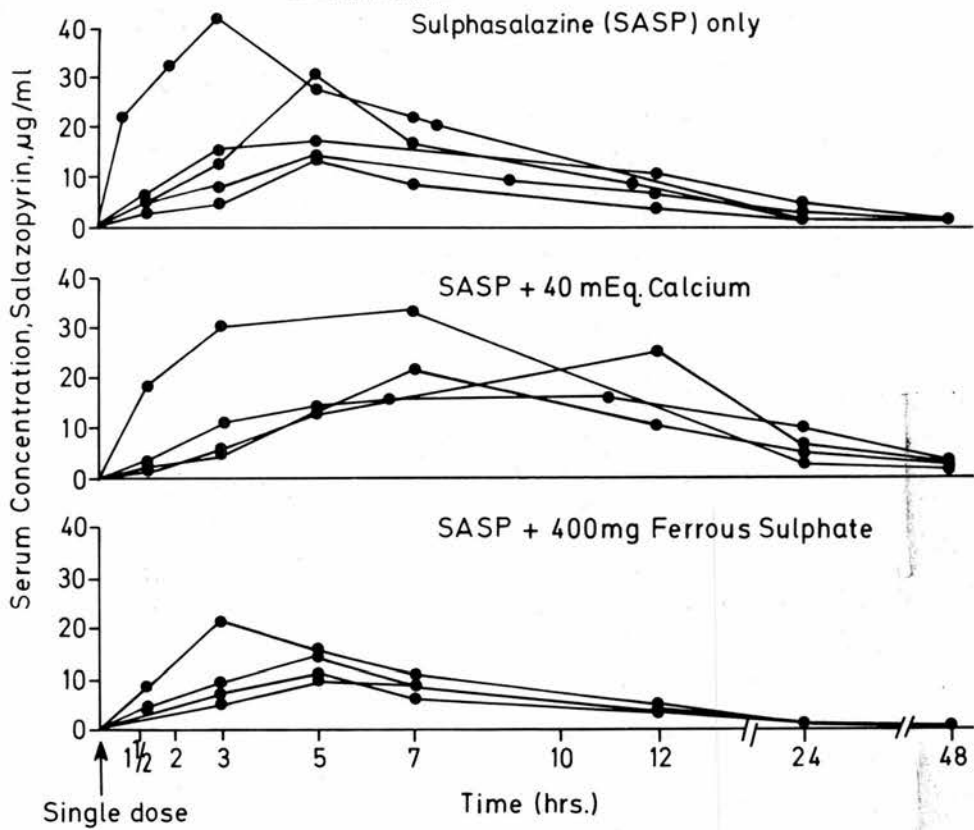 Serum Concentration, Salazopyrin, µg/ml
Sulphasalazine (SASP) only
40
30
20
10
0
SASP + 40 mEq. Calcium
40
30
20
10
0
SASP + 400mg Ferrous Sulphate
40
30
20
10
0
1½ 2 3 5 7 10 12 24 48
Single dose
Time (hrs.)